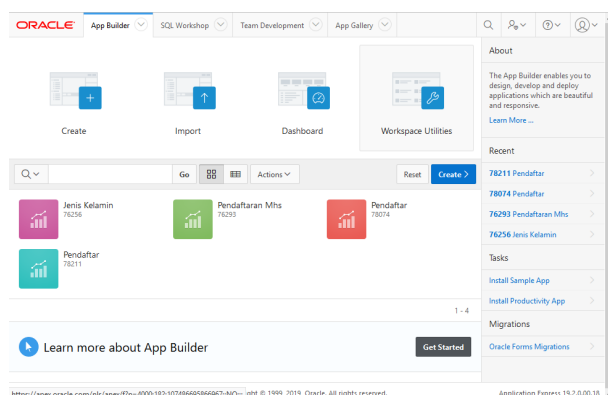 ORACLE App Builder SQL Workshop Team Development App Gallery
Create Import Dashboard Workspace Utilities
Go Actions Reset Create >
Jenis Kelamin
76256
Pendaftaran Mhs
76293
Pendaftar
78074
Pendaftar
78211
1 - 4
Learn more about App Builder Get Started
About
The App Builder enables you to
design, develop and deploy
applications which are beautiful
and responsive.
Learn More ...
Recent
78211 Pendaftar
78074 Pendaftar
76293 Pendaftaran Mhs
76256 Jenis Kelamin
Tasks
Install Sample App
Install Productivity App
Migrations
Oracle Forms Migrations
ght © 1999, 2019, Oracle. All rights reserved. Application Express 19.2.0.00.18